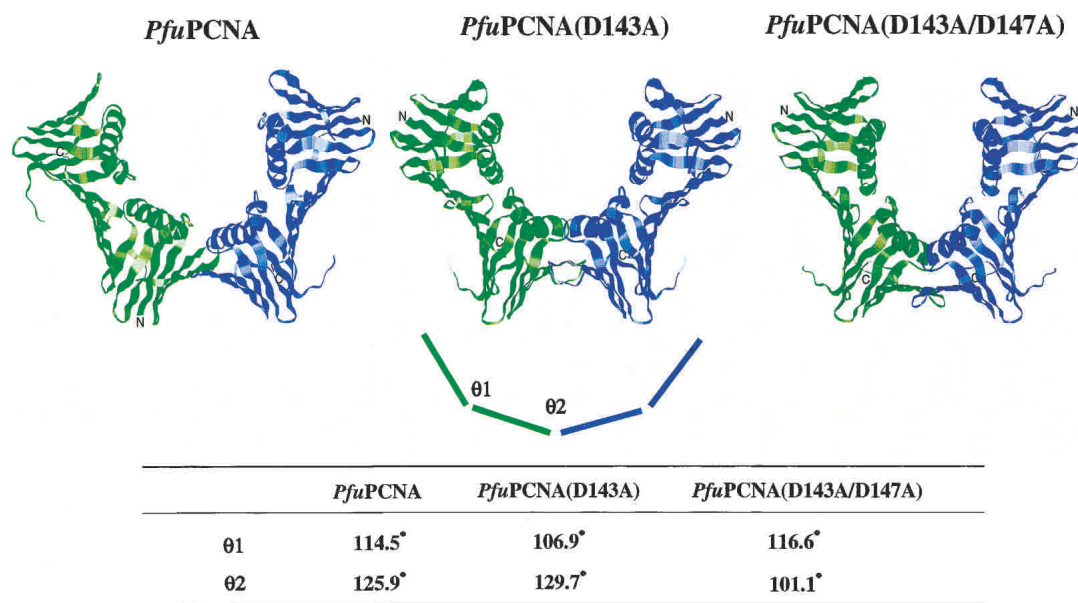 PfuPCNA PfuPCNA(D143A) PfuPCNA(D143A/D147A)
N N N N N
C
C C C C C
N
θ1
θ2
PfuPCNA PfuPCNA(D143A) PfuPCNA(D143A/D147A)
θ1 114.5° 106.9° 116.6°
θ2 125.9° 129.7° 101.1°